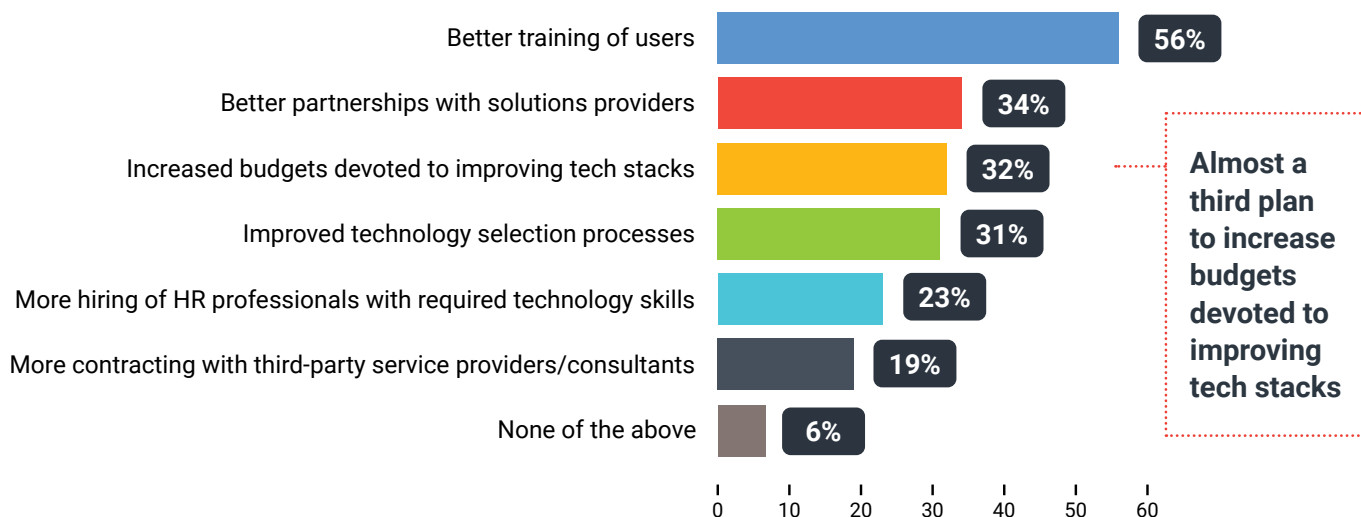 Better training of users
56%
Better partnerships with solutions providers
34%
Increased budgets devoted to improving tech stacks
32%
Improved technology selection processes
31%
More hiring of HR professionals with required technology skills
23%
More contracting with third-party service providers/consultants
19%
None of the above
6%
0 10 20 30 40 50 60
Almost a
third plan
to increase
budgets
devoted to
improving
tech stacks